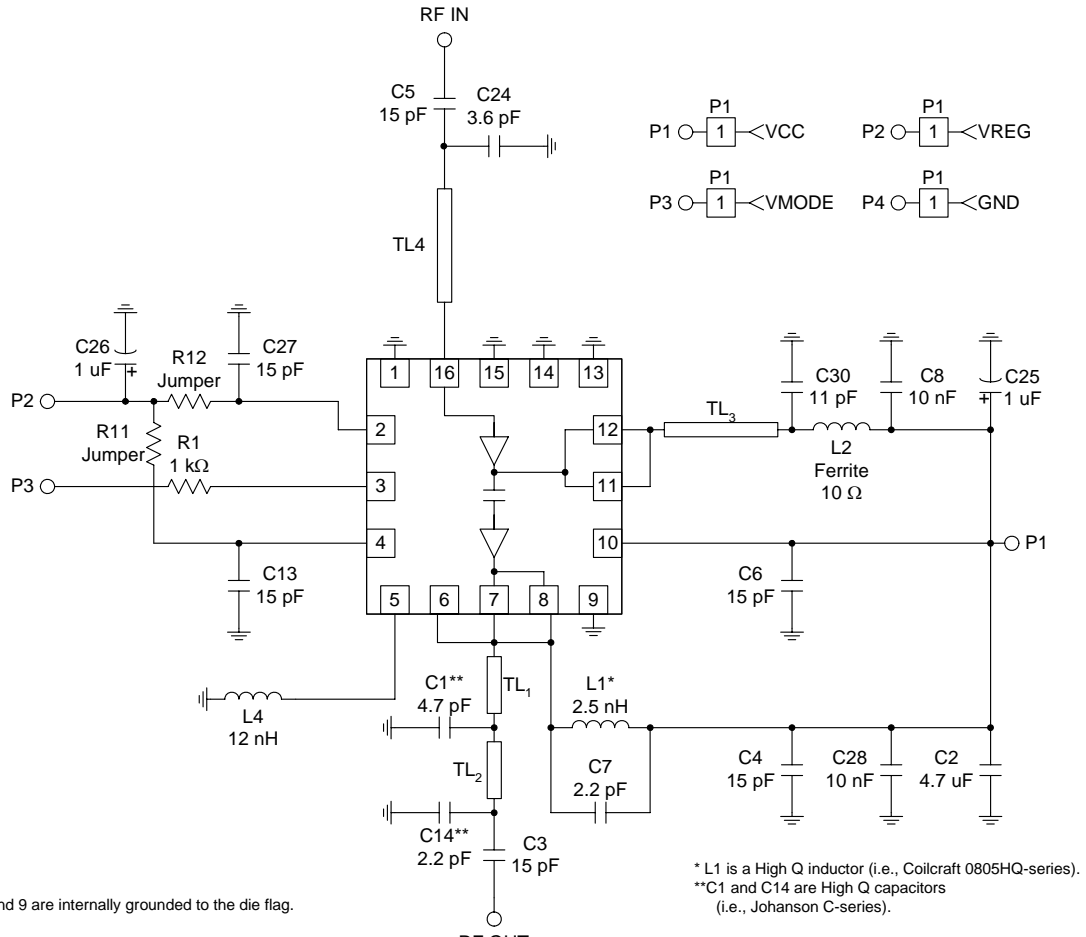 RF IN
C5
15 pF
C24
3.6 pF
P1
P1
P1
1
VCC
P2
1
VREG
P1
P1
P3
1
VMODE
P4
1
GND
TL4
C26
1 uF
+
R12
Jumper
C27
15 pF
P2
R11
Jumper
R1
1 kΩ
P3
C13
15 pF
1
16
15
14
13
2
3
4
12
11
10
5
6
7
8
9
TL3
C30
11 pF
C8
10 nF
C25
1 uF
+
L2
Ferrite
10 Ω
P1
C6
15 pF
L4
12 nH
C1**
4.7 pF
TL1
L1*
2.5 nH
TL2
C7
2.2 pF
C4
15 pF
C28
10 nF
C2
4.7 uF
C14**
2.2 pF
C3
15 pF
* L1 is a High Q inductor (i.e., Coilcraft 0805HQ-series).
**C1 and C14 are High Q capacitors
(i.e., Johanson C-series).
9 are internally grounded to the die flag.